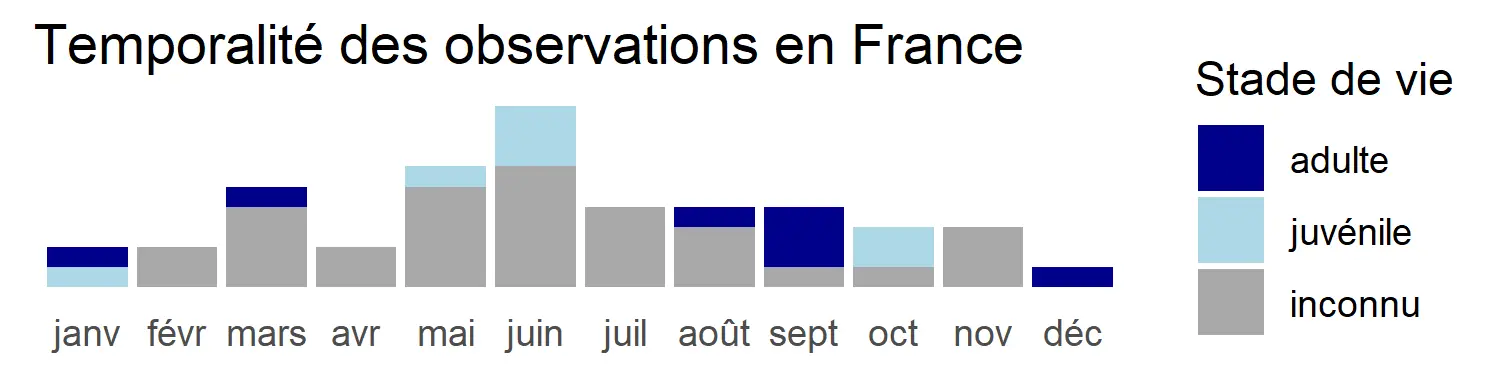 Temporalité des observations en France
Stade de vie
adulte
juvénile
inconnu
janv févr mars avr mai juin juil août sept oct nov déc